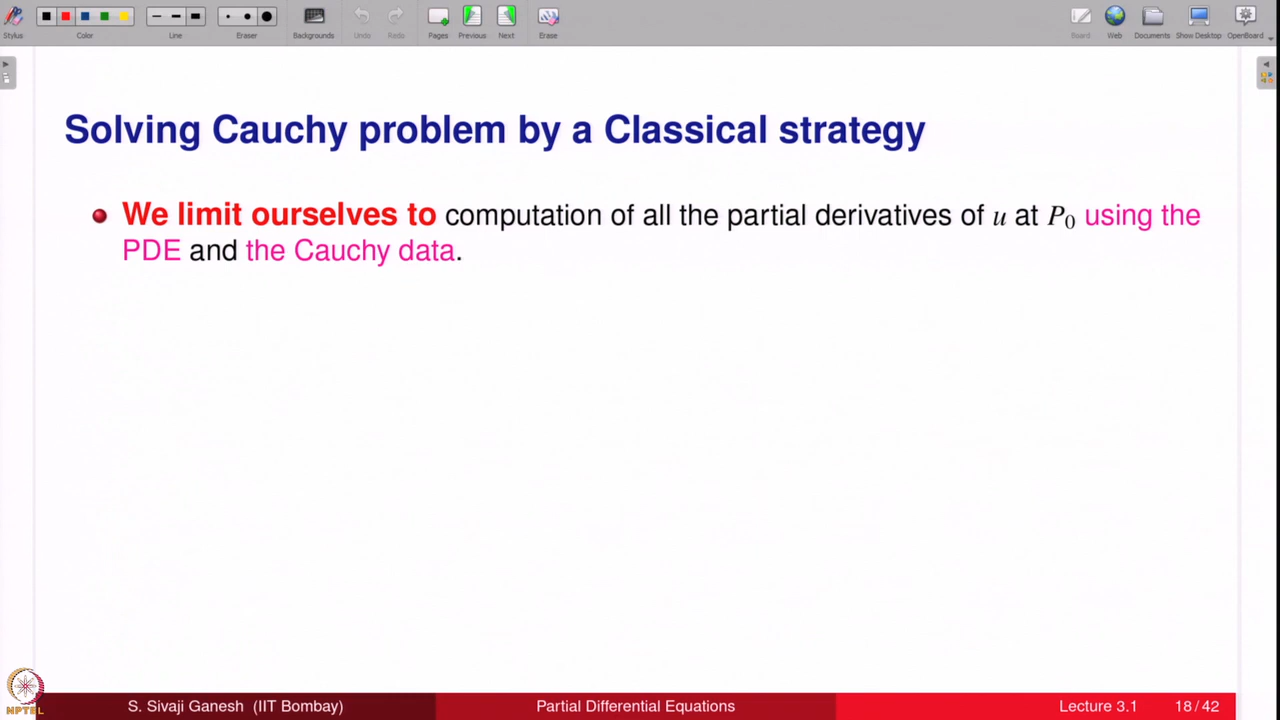 Stylus Color Line Eraser Backgrounds Undo Redo Pages Previous Next Erase Board Web Documents Show Desktop OpenBoard
Solving Cauchy problem by a Classical strategy
We limit ourselves to computation of all the partial derivatives of u at P₀ using the
PDE and the Cauchy data.
NPTEL
S. Sivaji Ganesh (IIT Bombay) Partial Differential Equations Lecture 3.1 18 / 42